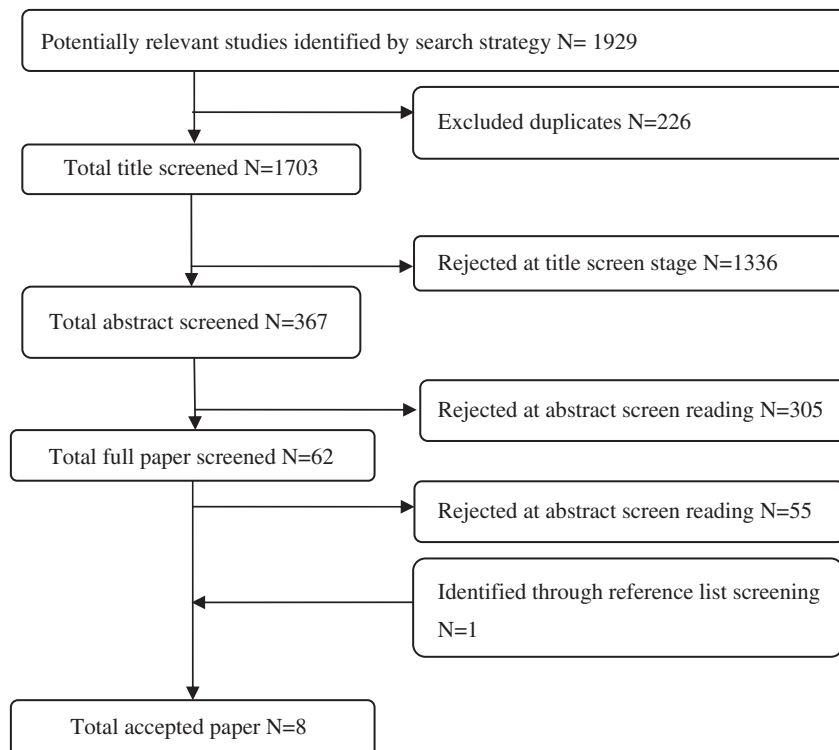 Potentially relevant studies identified by search strategy N= 1929
Excluded duplicates N=226
Total title screened N=1703
Rejected at title screen stage N=1336
Total abstract screened N=367
Rejected at abstract screen reading N=305
Total full paper screened N=62
Rejected at abstract screen reading N=55
Identified through reference list screening
N=1
Total accepted paper N=8